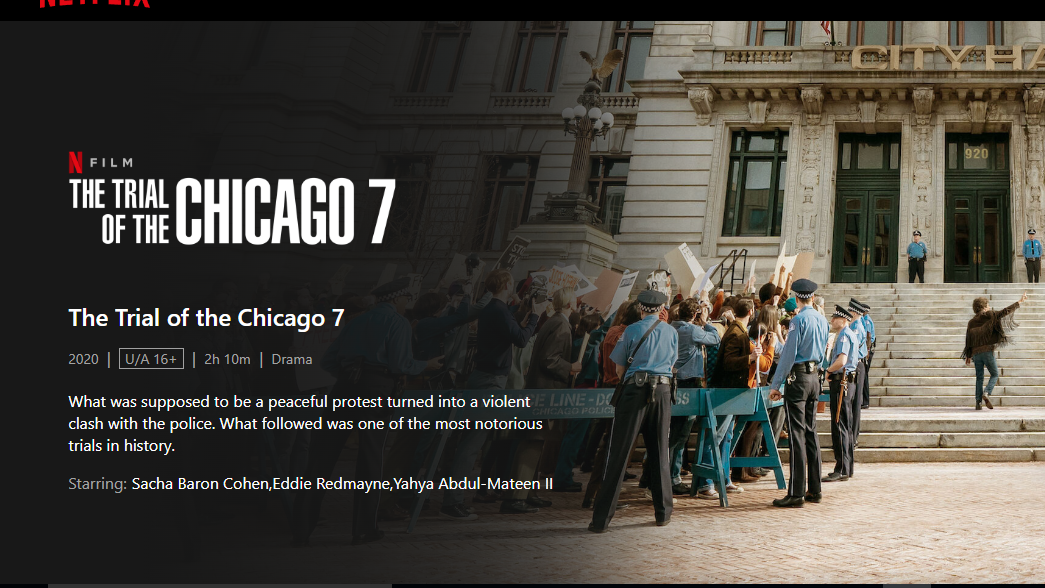 NETFLIX
N FILM
THE TRIAL OF THE CHICAGO 7
The Trial of the Chicago 7
2020 | U/A 16+ | 2h 10m | Drama
What was supposed to be a peaceful protest turned into a violent
clash with the police. What followed was one of the most notorious
trials in history.
Starring: Sacha Baron Cohen,Eddie Redmayne,Yahya Abdul-Mateen II
CITY HA
920
CHICAGO POLICE